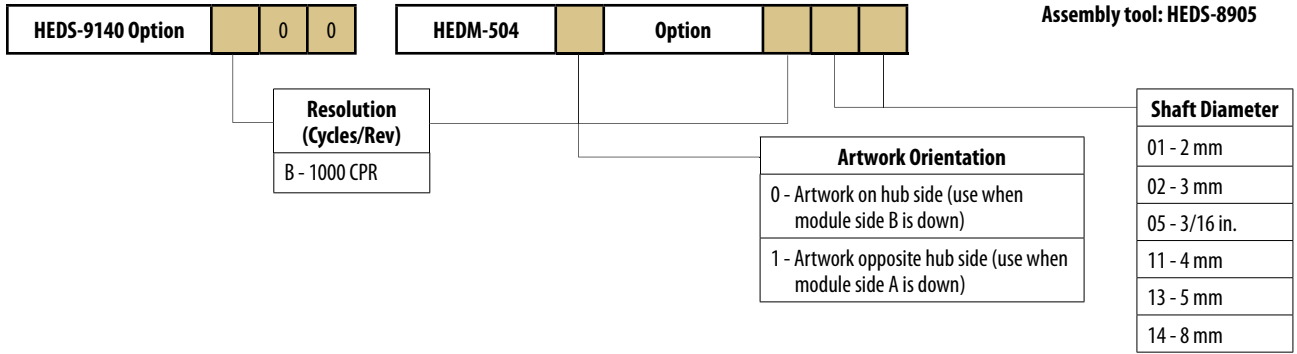 HEDS-9140 Option 0 0 HEDM-504 Option
Assembly tool: HEDS-8905
Resolution
(Cycles/Rev)
B - 1000 CPR
Artwork Orientation
0 - Artwork on hub side (use when
module side B is down)
1 - Artwork opposite hub side (use when
module side A is down)
Shaft Diameter
01 - 2 mm
02 - 3 mm
05 - 3/16 in.
11 - 4 mm
13 - 5 mm
14 - 8 mm